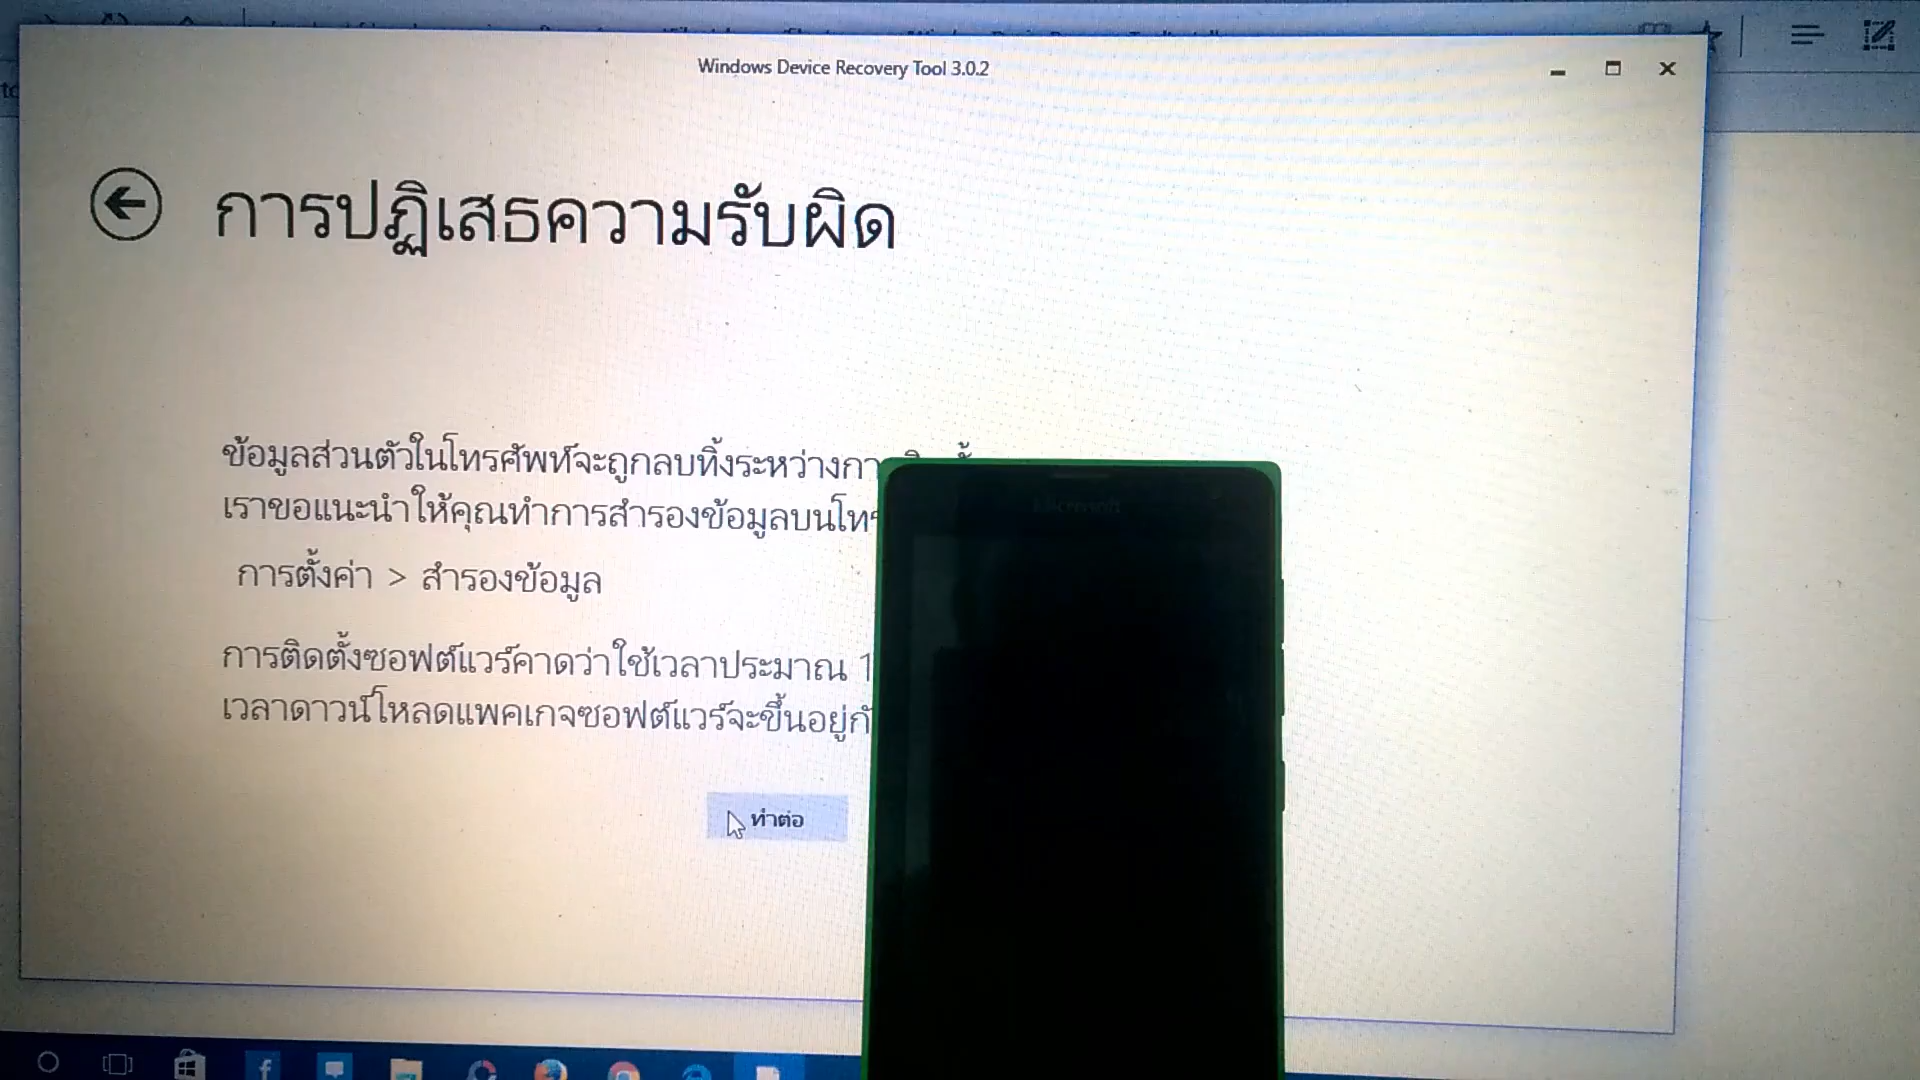 Windows Device Recovery Tool 3.0.2
การปฏิเสธความรับผิด
ข้อมูลส่วนตัวในโทรศัพท์จะถูกลบทิ้งระหว่าง
เราขอแนะนำให้คุณทำการสำรองข้อมูลบน
การตั้งค่า > สำรองข้อมูล
การติดตั้งซอฟต์แวร์คาดว่าใช้เวลาประมาณ 1
เวลาดาวน์โหลดแพคเกจซอฟต์แวร์จะขึ้นอยู่
ทำต่อ
Microsoft